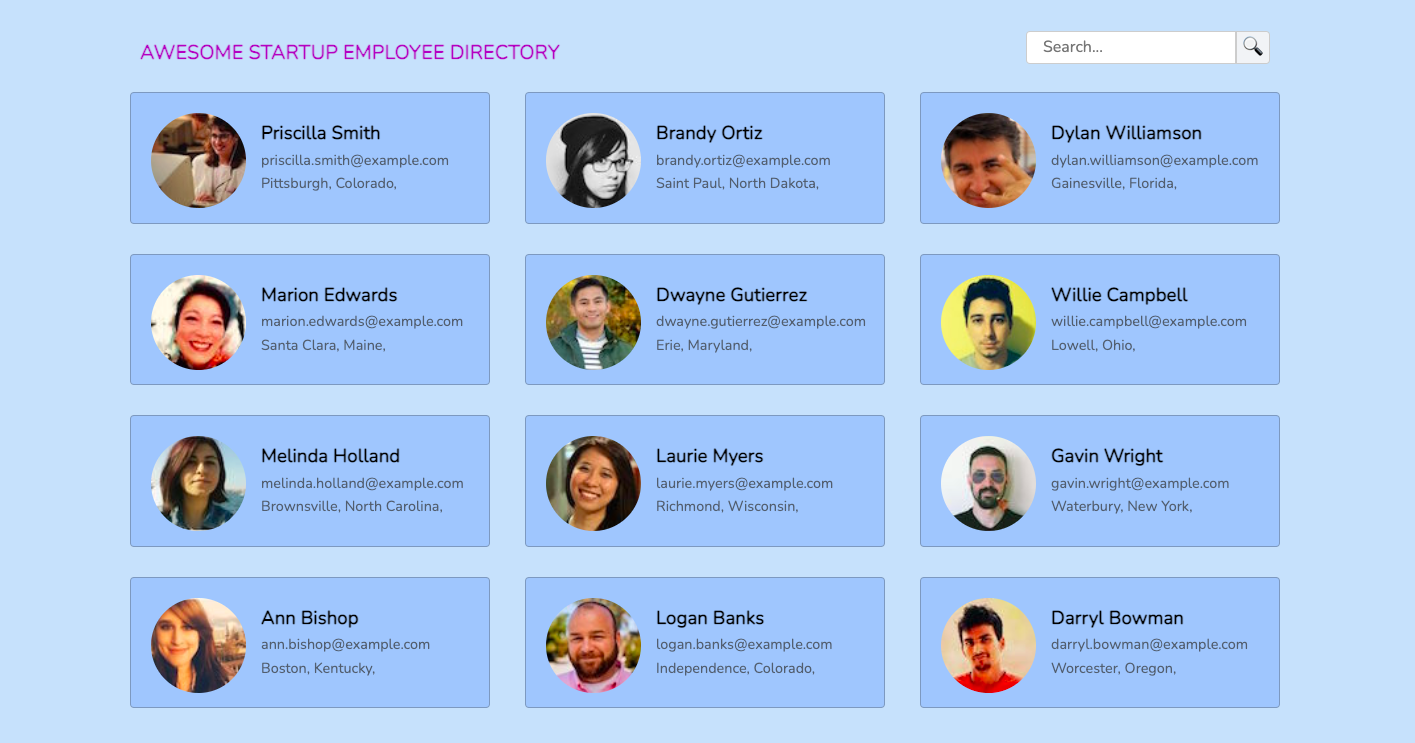 AWESOME STARTUP EMPLOYEE DIRECTORY
Search...
Priscilla Smith
priscilla.smith@example.com
Pittsburgh, Colorado,
Brandy Ortiz
brandy.ortiz@example.com
Saint Paul, North Dakota,
Dylan Williamson
dylan.williamson@example.com
Gainesville, Florida,
Marion Edwards
marion.edwards@example.com
Santa Clara, Maine,
Dwayne Gutierrez
dwayne.gutierrez@example.com
Erie, Maryland,
Willie Campbell
willie.campbell@example.com
Lowell, Ohio,
Melinda Holland
melinda.holland@example.com
Brownsville, North Carolina,
Laurie Myers
laurie.myers@example.com
Richmond, Wisconsin,
Gavin Wright
gavin.wright@example.com
Waterbury, New York,
Ann Bishop
ann.bishop@example.com
Boston, Kentucky,
Logan Banks
logan.banks@example.com
Independence, Colorado,
Darryl Bowman
darryl.bowman@example.com
Worcester, Oregon,